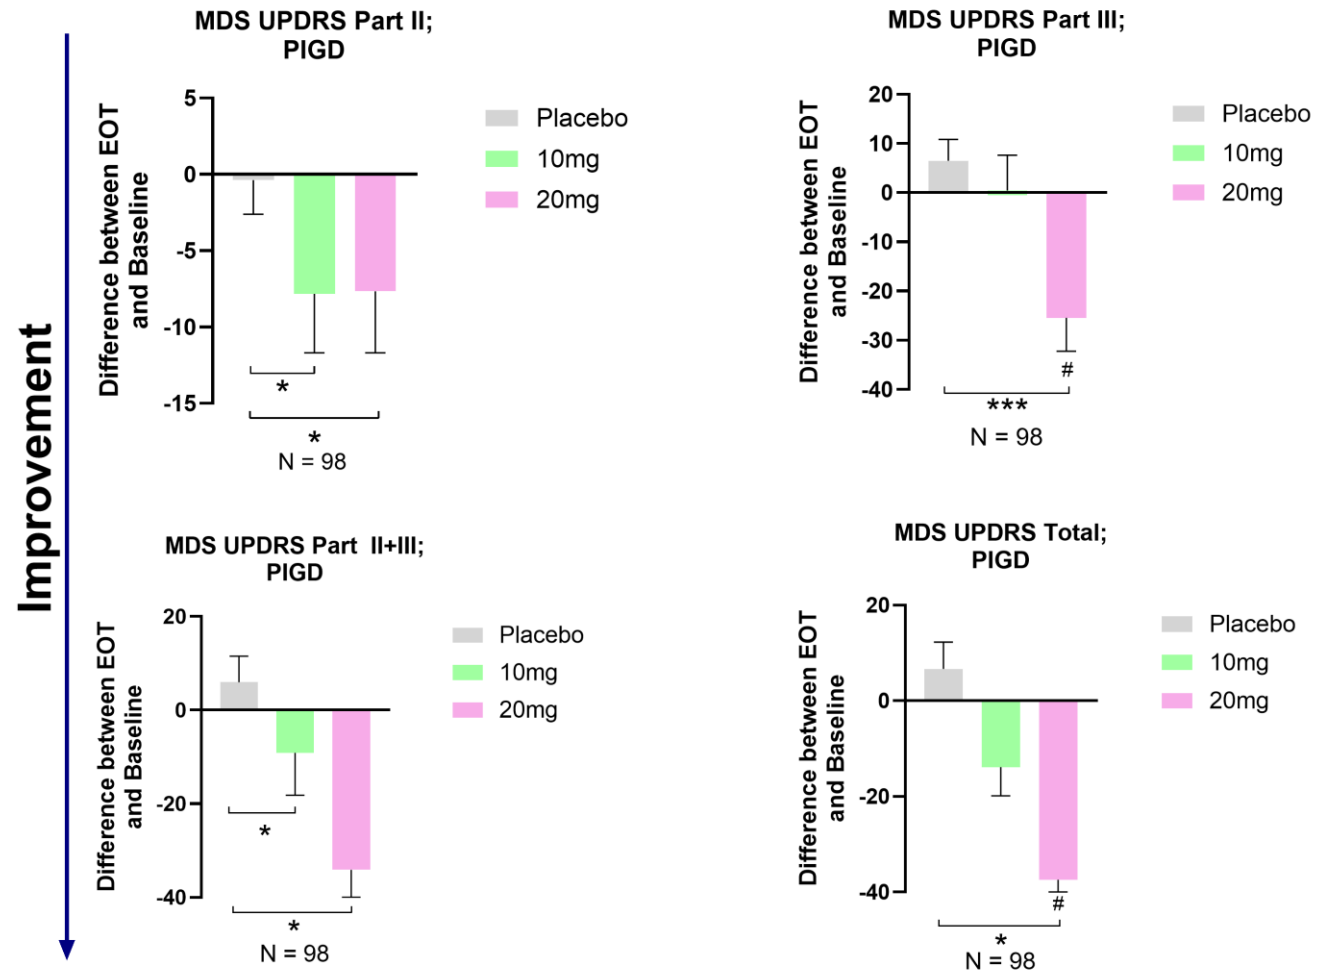 Improvement
MDS UPDRS Part II;
PIGD
Difference between EOT
and Baseline
5
0
-5
-10
-15
Placebo
10mg
20mg
*
*
N = 98
MDS UPDRS Part III;
PIGD
Difference between EOT
and Baseline
20
10
0
-10
-20
-30
-40
Placebo
10mg
20mg
#
***
N = 98
MDS UPDRS Part II+III;
PIGD
Difference between EOT
and Baseline
20
0
-20
-40
Placebo
10mg
20mg
*
*
N = 98
MDS UPDRS Total;
PIGD
Difference between EOT
and Baseline
20
0
-20
-40
Placebo
10mg
20mg
#
*
N = 98